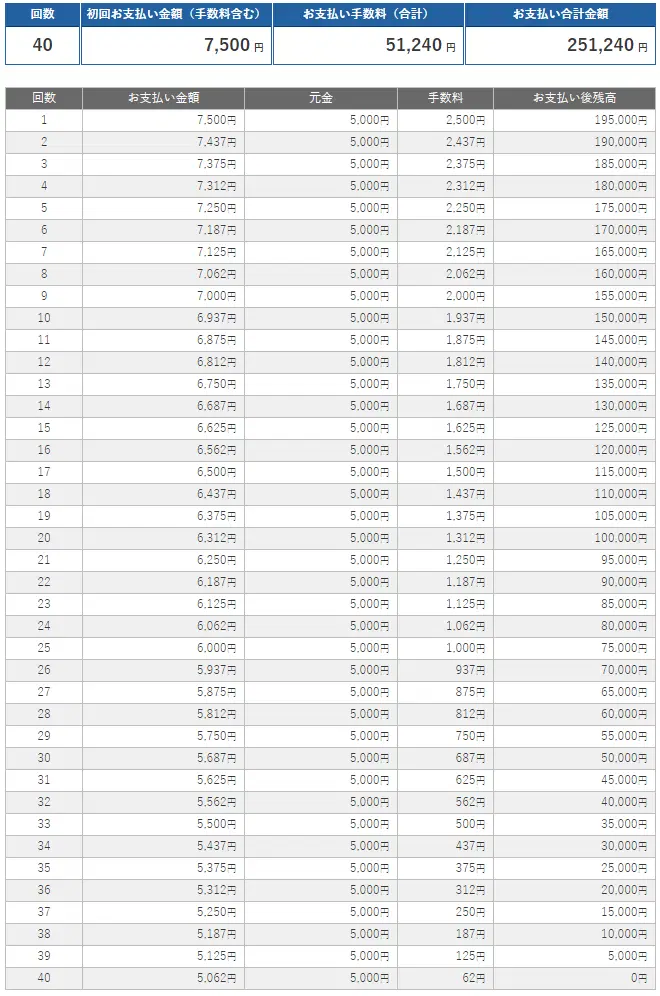 回数 初回お支払い金額（手数料含む） お支払い手数料（合計） お支払い合計金額
40 7,500 円 51,240 円 251,240 円
回数 お支払い金額 元金 手数料 お支払い後残高
1 7,500円 5,000円 2,500円 195,000円
2 7,437円 5,000円 2,437円 190,000円
3 7,375円 5,000円 2,375円 185,000円
4 7,312円 5,000円 2,312円 180,000円
5 7,250円 5,000円 2,250円 175,000円
6 7,187円 5,000円 2,187円 170,000円
7 7,125円 5,000円 2,125円 165,000円
8 7,062円 5,000円 2,062円 160,000円
9 7,000円 5,000円 2,000円 155,000円
10 6,937円 5,000円 1,937円 150,000円
11 6,875円 5,000円 1,875円 145,000円
12 6,812円 5,000円 1,812円 140,000円
13 6,750円 5,000円 1,750円 135,000円
14 6,687円 5,000円 1,687円 130,000円
15 6,625円 5,000円 1,625円 125,000円
16 6,562円 5,000円 1,562円 120,000円
17 6,500円 5,000円 1,500円 115,000円
18 6,437円 5,000円 1,437円 110,000円
19 6,375円 5,000円 1,375円 105,000円
20 6,312円 5,000円 1,312円 100,000円
21 6,250円 5,000円 1,250円 95,000円
22 6,187円 5,000円 1,187円 90,000円
23 6,125円 5,000円 1,125円 85,000円
24 6,062円 5,000円 1,062円 80,000円
25 6,000円 5,000円 1,000円 75,000円
26 5,937円 5,000円 937円 70,000円
27 5,875円 5,000円 875円 65,000円
28 5,812円 5,000円 812円 60,000円
29 5,750円 5,000円 750円 55,000円
30 5,687円 5,000円 687円 50,000円
31 5,625円 5,000円 625円 45,000円
32 5,562円 5,000円 562円 40,000円
33 5,500円 5,000円 500円 35,000円
34 5,437円 5,000円 437円 30,000円
35 5,375円 5,000円 375円 25,000円
36 5,312円 5,000円 312円 20,000円
37 5,250円 5,000円 250円 15,000円
38 5,187円 5,000円 187円 10,000円
39 5,125円 5,000円 125円 5,000円
40 5,062円 5,000円 62円 0円